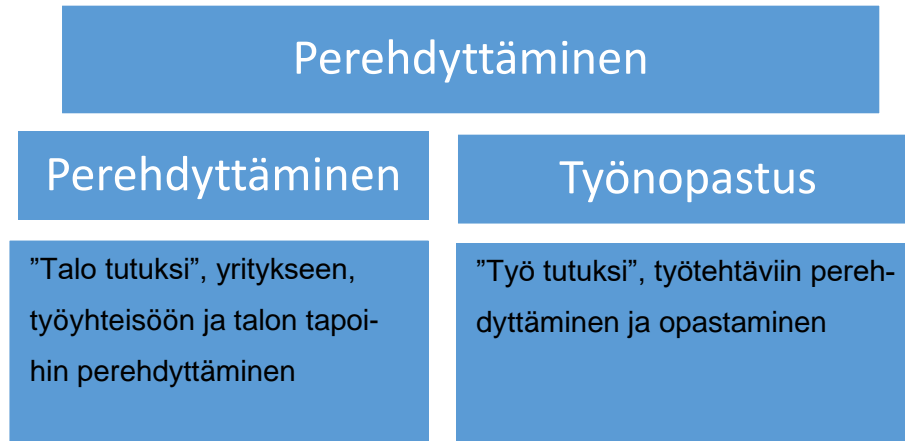 Perehdyttäminen
Perehdyttäminen
Työnopastus
”Talo tutuksi”, yritykseen,
työyhteisöön ja talon tapoi-
hin perehdyttäminen
”Työ tutuksi”, työtehtäviin pereh-
dyttäminen ja opastaminen